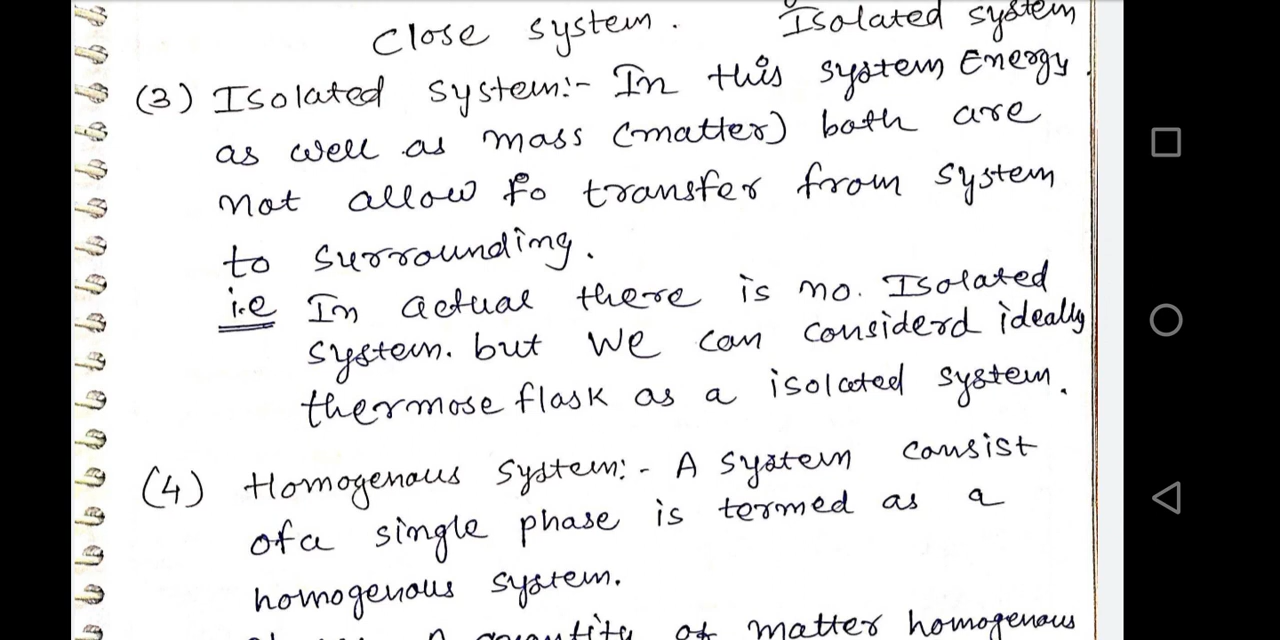 Close system. Isolated system
(3) Isolated system:- In this system Energy
as well as mass (matter) both are
not allow to transfer from system
to surrounding.
i.e In actual there is no. Isolated
system. but we can considerd ideally
thermose flask as a isolated system.
(4) Homogenous system:- A system consist
of a single phase is termed as a
homogenous system.
quantity of matter homogenous